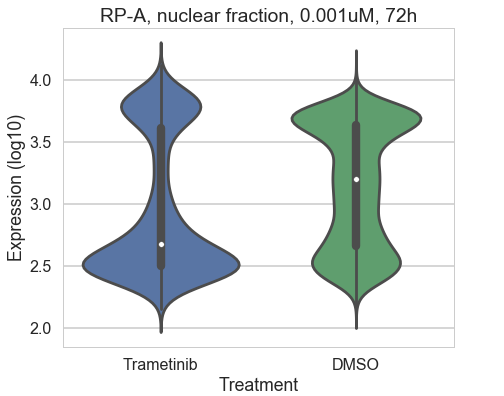 RP-A, nuclear fraction, 0.001uM, 72h
Expression (log10)
4.0
3.5
3.0
2.5
2.0
Trametinib DMSO
Treatment